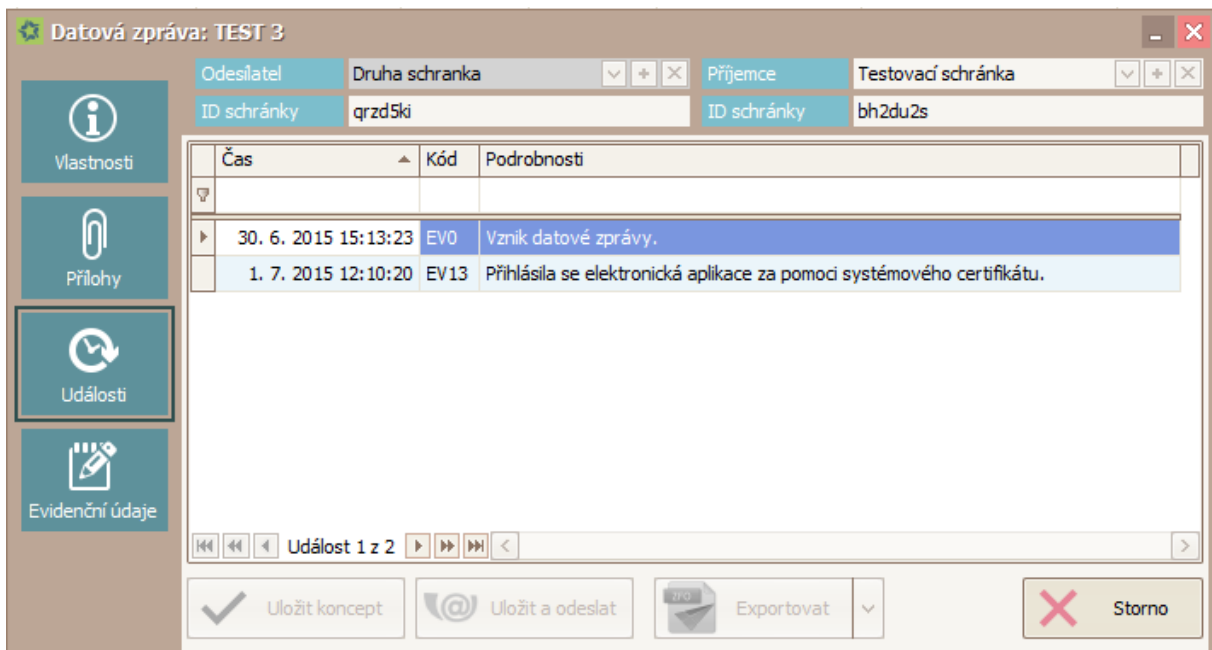 Datová zpráva: TEST 3
Odesílatel Druha schranka Příjemce Testovací schránka
ID schránky qrzd5ki ID schránky bh2du2s
Vlastnosti
Přílohy
Události
Evidenční údaje
Čas Kód Podrobnosti
30. 6. 2015 15:13:23 EV0 Vznik datové zprávy.
1. 7. 2015 12:10:20 EV13 Přihlásila se elektronická aplikace za pomoci systémového certifikátu.
Událost 1 z 2
Uložit koncept Uložit a odeslat ZFO Exportovat Storno